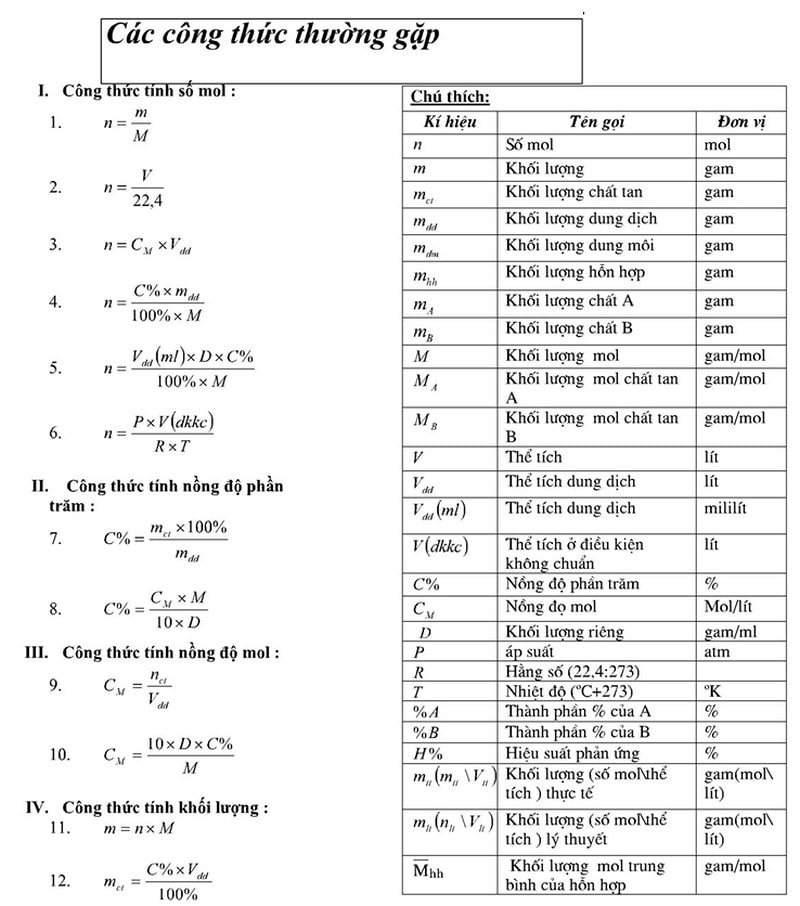 Các công thức thường gặp
I. Công thức tính số mol :
1. n = m / M
2. n = V / 22,4
3. n = C_M × V_dd
4. n = C% × m_dd / 100% × M
5. n = V_dd(ml) × D × C% / 100% × M
6. n = P × V(dkkc) / R × T
II. Công thức tính nồng độ phần
trăm :
7. C% = m_ct × 100% / m_dd
8. C% = C_M × M / 10 × D
III. Công thức tính nồng độ mol :
9. C_M = n_ct / V_dd
10. C_M = 10 × D × C% / M
IV. Công thức tính khối lượng :
11. m = n × M
12. m_ct = C% × V_dd / 100%
Chú thích:
Kí hiệu Tên gọi Đơn vị
n Số mol mol
m Khối lượng gam
m_ct Khối lượng chất tan gam
m_dd Khối lượng dung dịch gam
m_dm Khối lượng dung môi gam
m_hh Khối lượng hỗn hợp gam
m_A Khối lượng chất A gam
m_B Khối lượng chất B gam
M Khối lượng mol gam/mol
M_A Khối lượng mol chất tan gam/mol
A
M_B Khối lượng mol chất tan gam/mol
B
V Thể tích lít
V_dd Thể tích dung dịch lít
V_dd(ml) Thể tích dung dịch mililít
V(dkkc) Thể tích ở điều kiện lít
không chuẩn
C% Nồng độ phần trăm %
C_M Nồng đọ mol Mol/lít
D Khối lượng riêng gam/ml
P áp suất atm
R Hằng số (22,4:273)
T Nhiệt độ (ºC+273) ºK
%A Thành phần % của A %
%B Thành phần % của B %
H% Hiệu suất phản ứng %
m_tt(m_tt\V_tt) Khối lượng (số mol\thể gam(mol\
tích ) thực tế lít)
m_lt(n_lt\V_lt) Khối lượng (số mol\thể gam(mol\
tích ) lý thuyết lít)
M̅hh Khối lượng mol trung gam/mol
bình của hỗn hợp